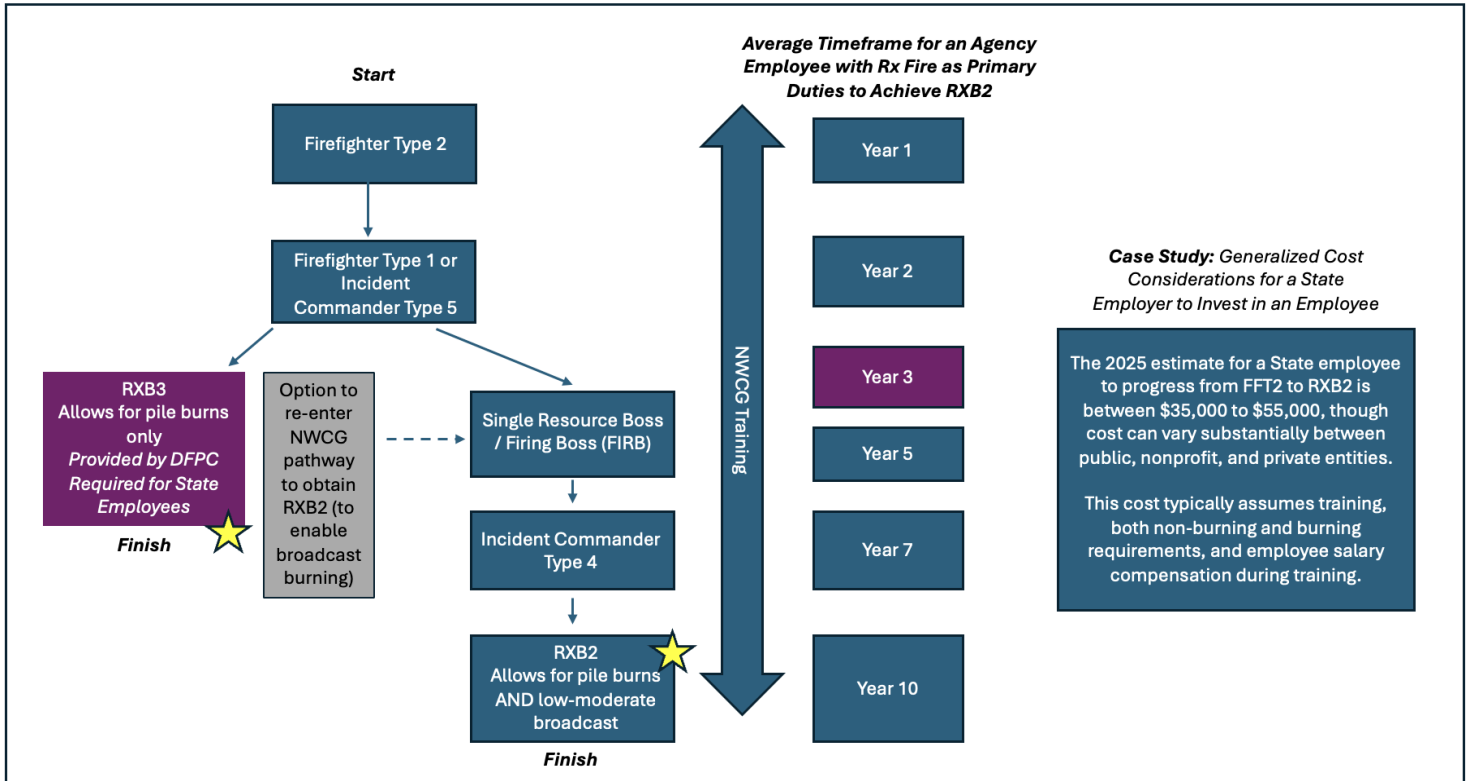 Start
Firefighter Type 2
Firefighter Type 1 or
Incident
Commander Type 5
RXB3
Allows for pile burns
only
Provided by DFPC
Required for State
Employees
Finish
Option to
re-enter
NWCG
pathway
to obtain
RXB2 (to
enable
broadcast
burning)
Single Resource Boss
/ Firing Boss (FIRB)
Incident Commander
Type 4
RXB2
Allows for pile burns
AND low-moderate
broadcast
Finish
NWCG Training
Average Timeframe for an Agency
Employee with Rx Fire as Primary
Duties to Achieve RXB2
Year 1
Year 2
Year 3
Year 5
Year 7
Year 10
Case Study: Generalized Cost
Considerations for a State
Employer to Invest in an Employee
The 2025 estimate for a State employee
to progress from FFT2 to RXB2 is
between $35,000 to $55,000, though
cost can vary substantially between
public, nonprofit, and private entities.
This cost typically assumes training,
both non-burning and burning
requirements, and employee salary
compensation during training.